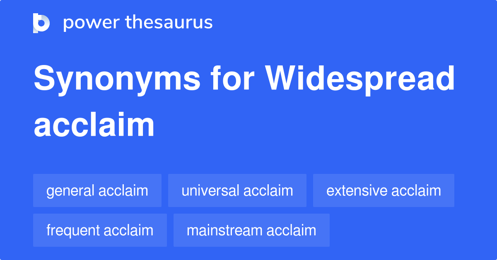 power thesaurus
Synonyms for Widespread
acclaim
general acclaim universal acclaim extensive acclaim
frequent acclaim mainstream acclaim